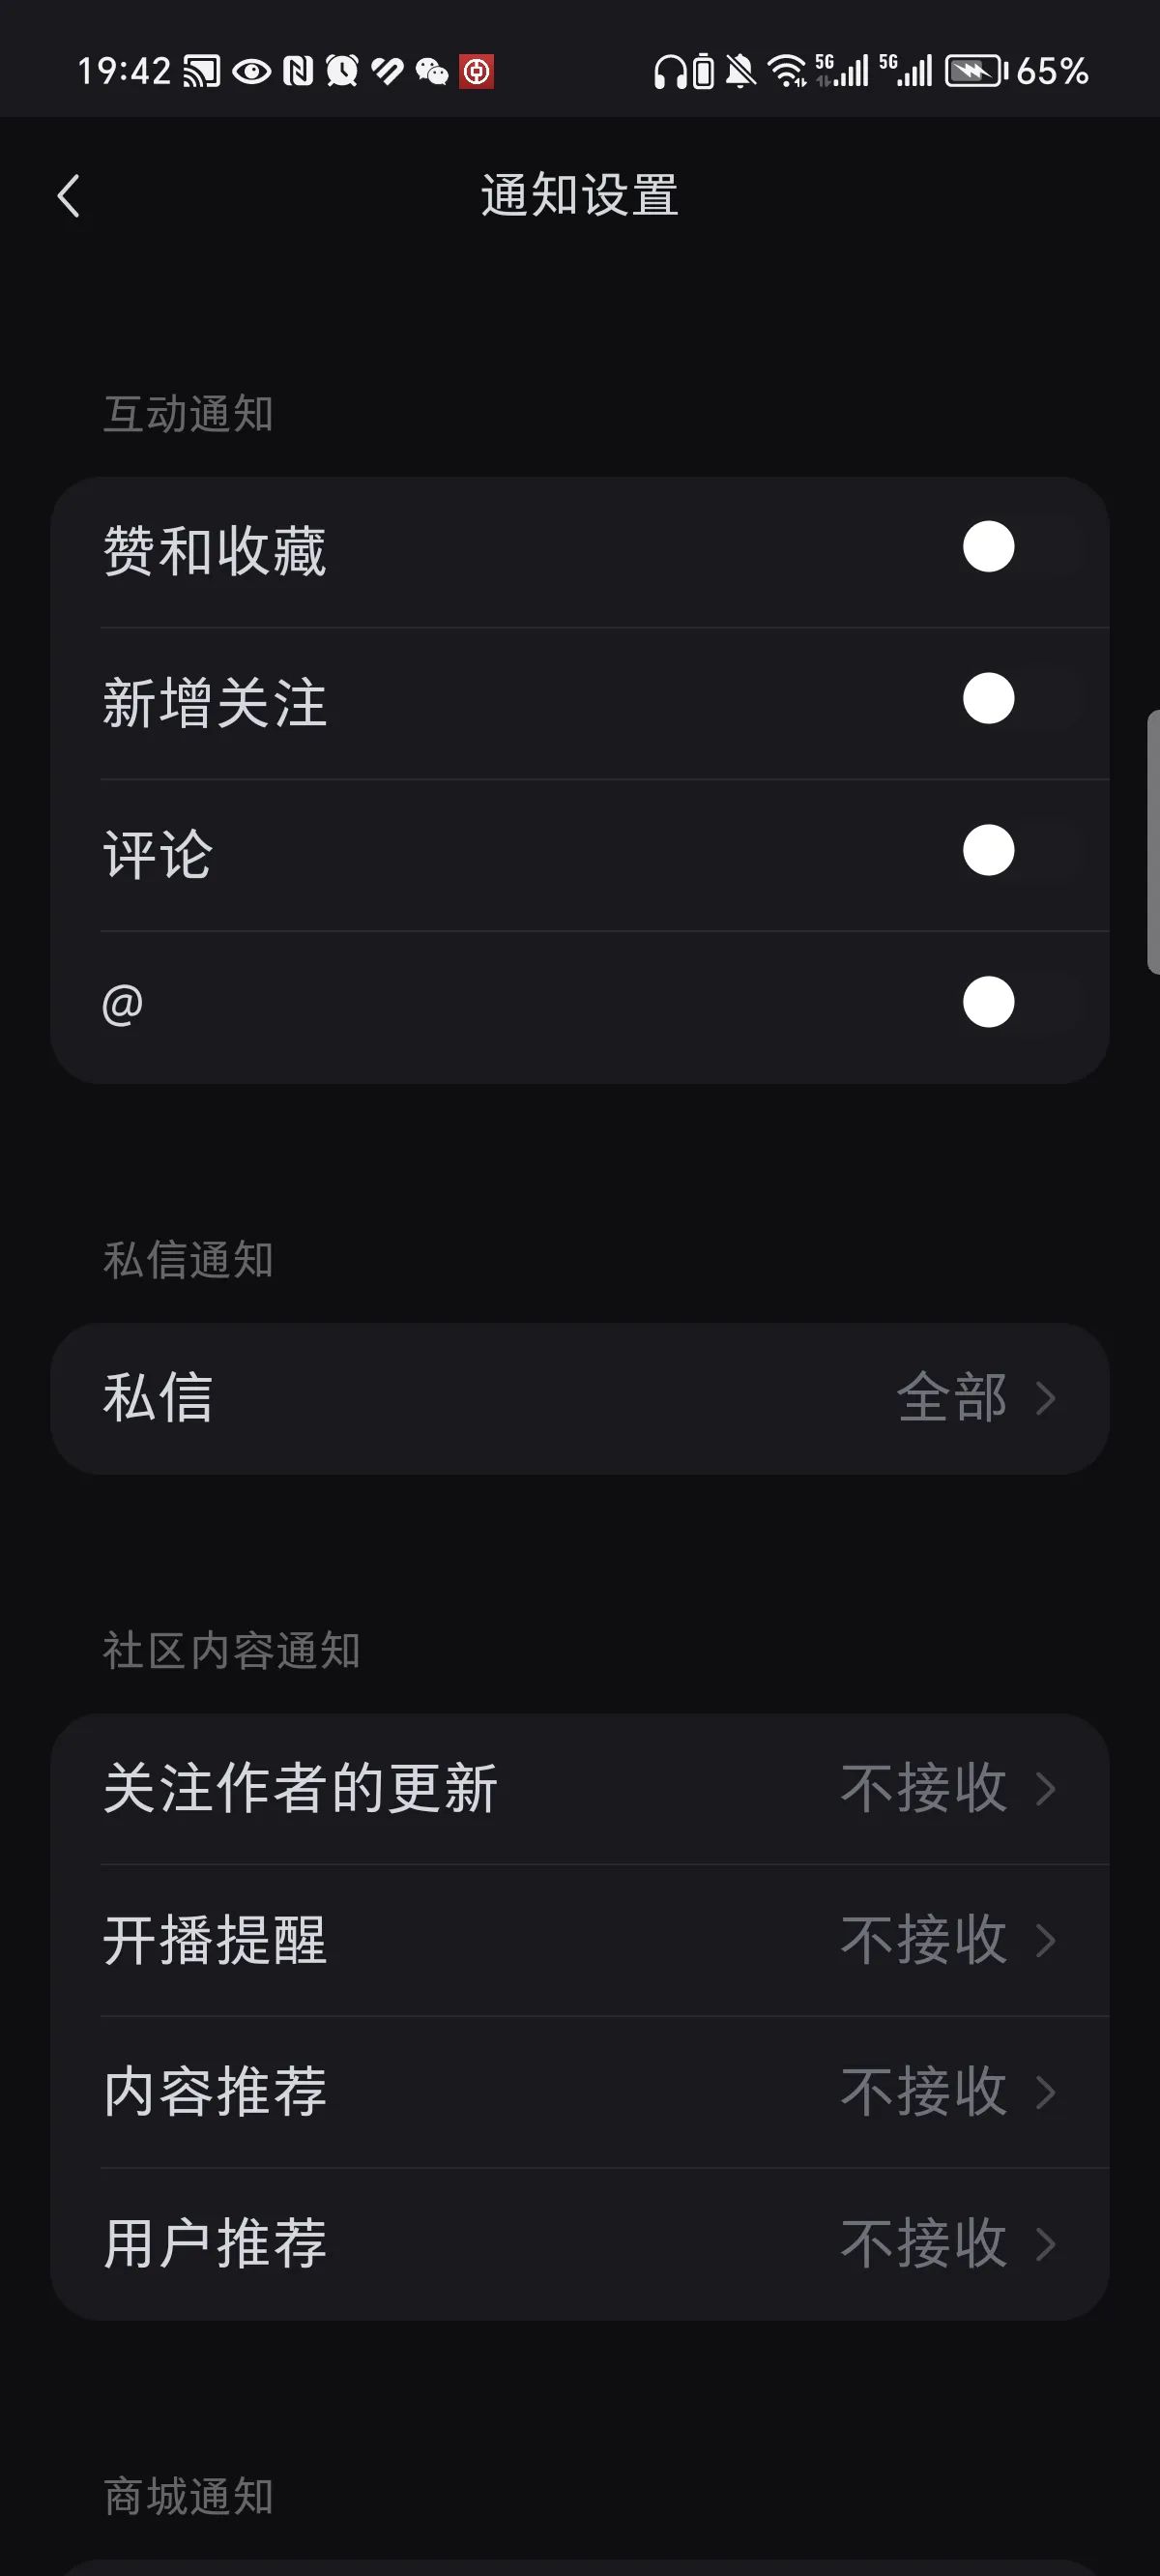 19:42 5G 5G 65%
通知设置
互动通知
赞和收藏
新增关注
评论
@
私信通知
私信 全部
社区内容通知
关注作者的更新 不接收
开播提醒 不接收
内容推荐 不接收
用户推荐 不接收
商城通知